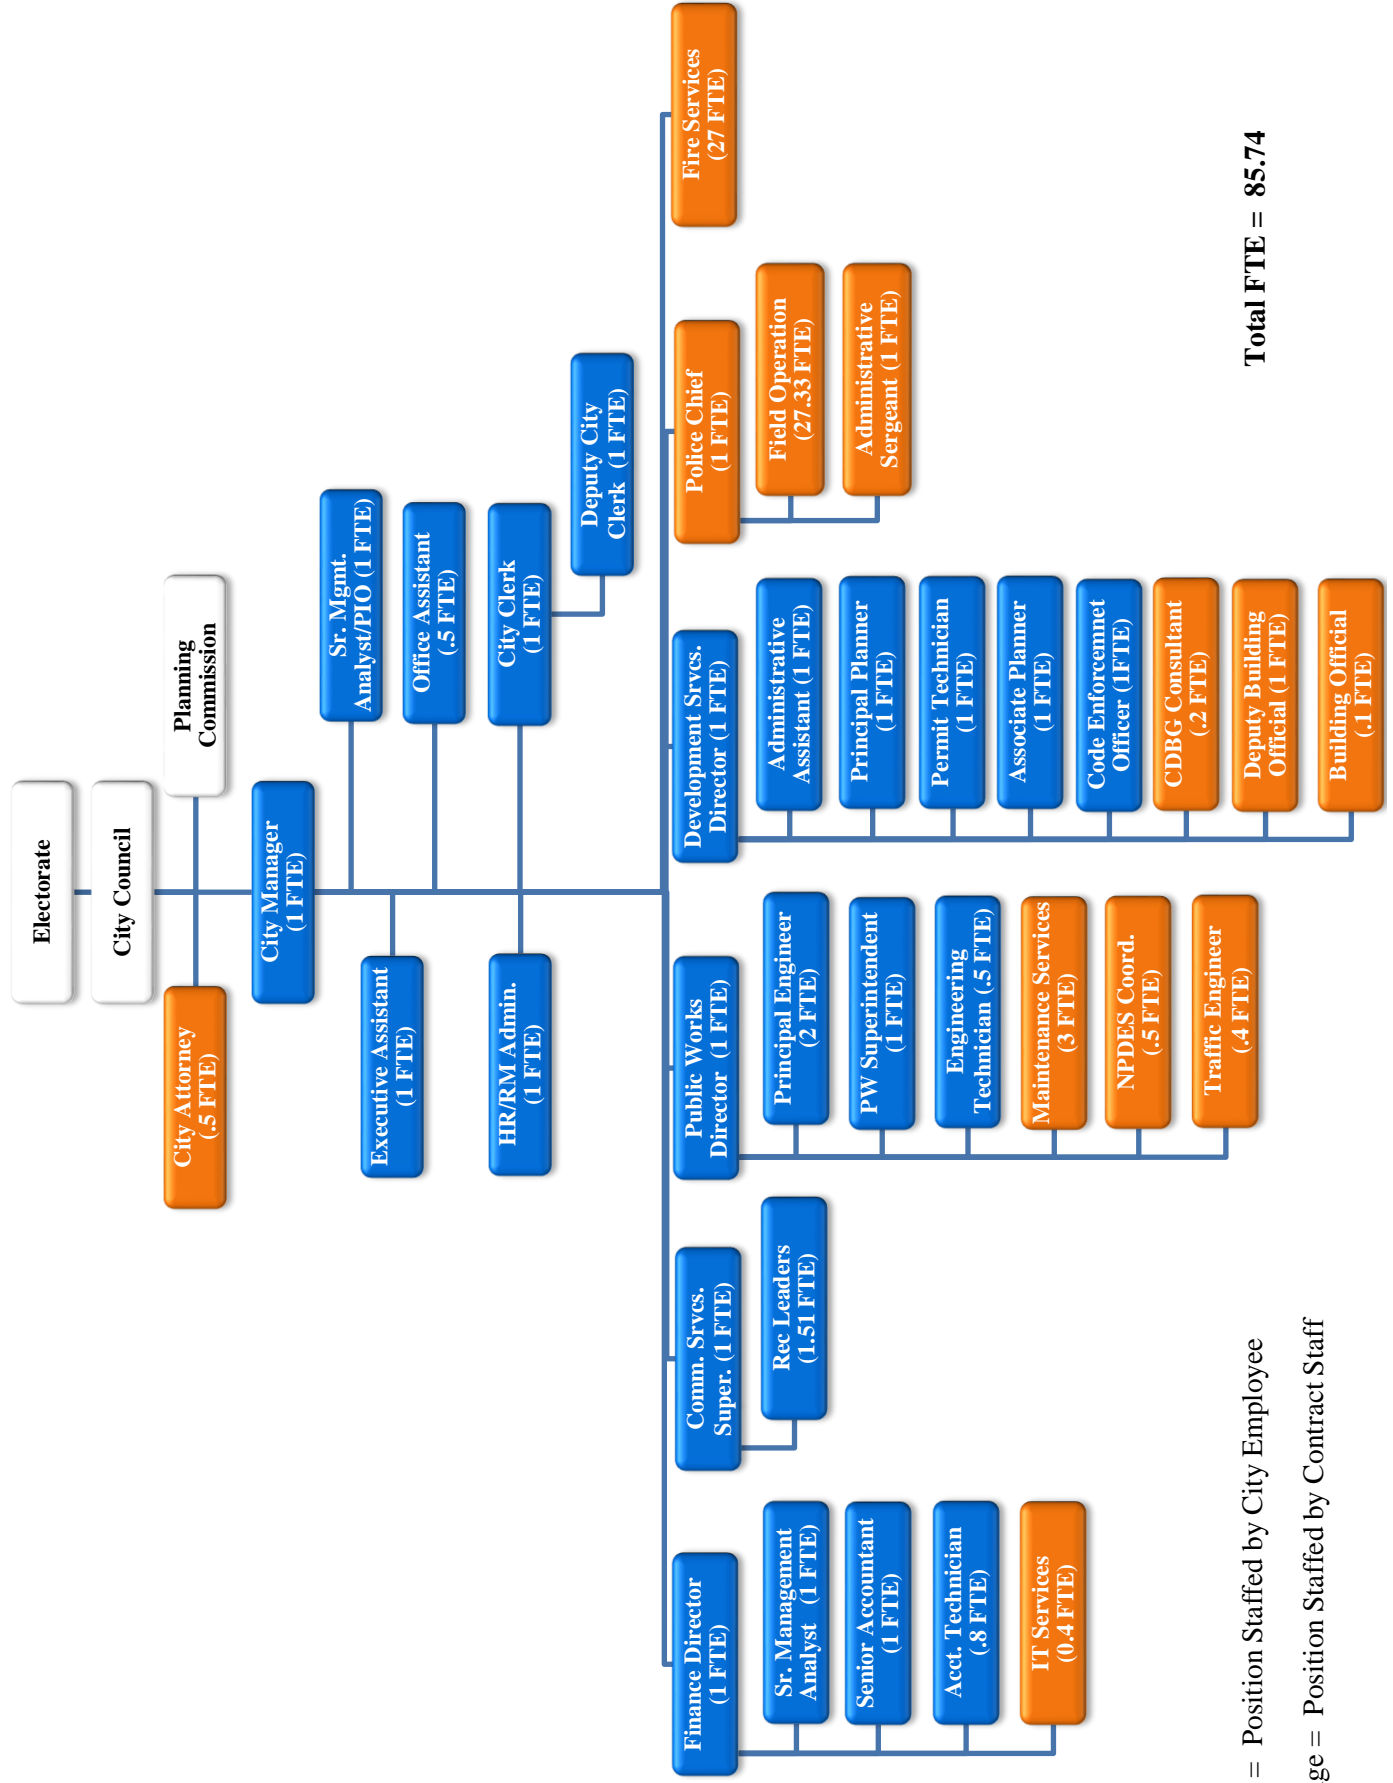 Electorate
City Council
City Attorney
(.5 FTE)
Planning
Commission
City Manager
(1 FTE)
Sr. Mgmt.
Analyst/PIO (1 FTE)
Executive Assistant
(1 FTE)
Office Assistant
(.5 FTE)
HR/RM Admin.
(1 FTE)
City Clerk
(1 FTE)
Deputy City
Clerk (1 FTE)
Finance Director
(1 FTE)
Sr. Management
Analyst (1 FTE)
Senior Accountant
(1 FTE)
Acct. Technician
(.8 FTE)
IT Services
(0.4 FTE)
Comm. Srvcs.
Super. (1 FTE)
Rec Leaders
(1.51 FTE)
Public Works
Director (1 FTE)
Principal Engineer
(2 FTE)
PW Superintendent
(1 FTE)
Engineering
Technician (.5 FTE)
Maintenance Services
(3 FTE)
NPDES Coord.
(.5 FTE)
Traffic Engineer
(.4 FTE)
Development Srvcs.
Director (1 FTE)
Administrative
Assistant (1 FTE)
Principal Planner
(1 FTE)
Permit Technician
(1 FTE)
Associate Planner
(1 FTE)
Code Enforcemnet
Officer (1FTE)
CDBG Consultant
(.2 FTE)
Deputy Building
Official (1 FTE)
Building Official
(.1 FTE)
Police Chief
(1 FTE)
Field Operation
(27.33 FTE)
Administrative
Sergeant (1 FTE)
Fire Services
(27 FTE)
= Position Staffed by City Employee
ge = Position Staffed by Contract Staff
Total FTE = 85.74